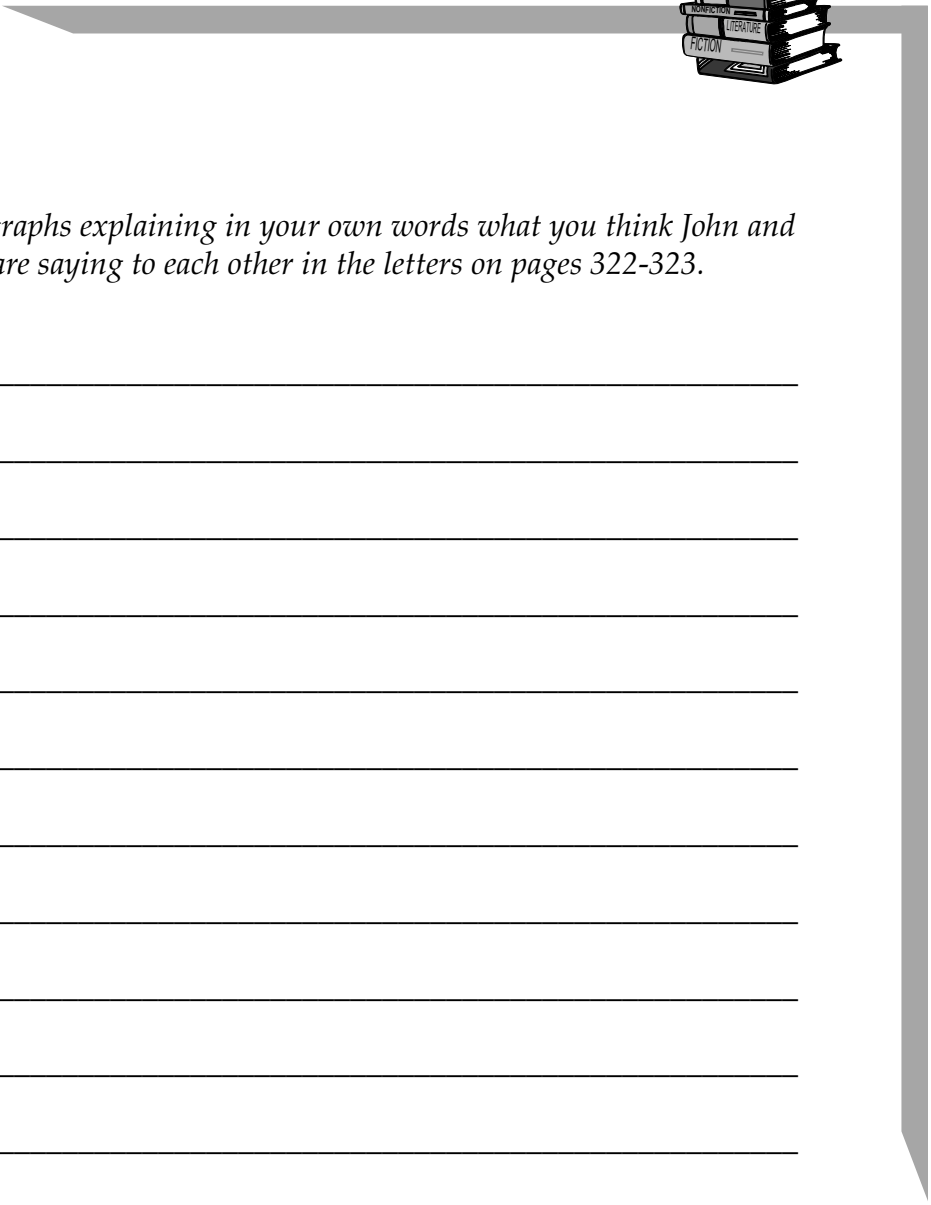 NONFICTION
LITERATURE
FICTION
raphs explaining in your own words what you think John and
are saying to each other in the letters on pages 322-323.